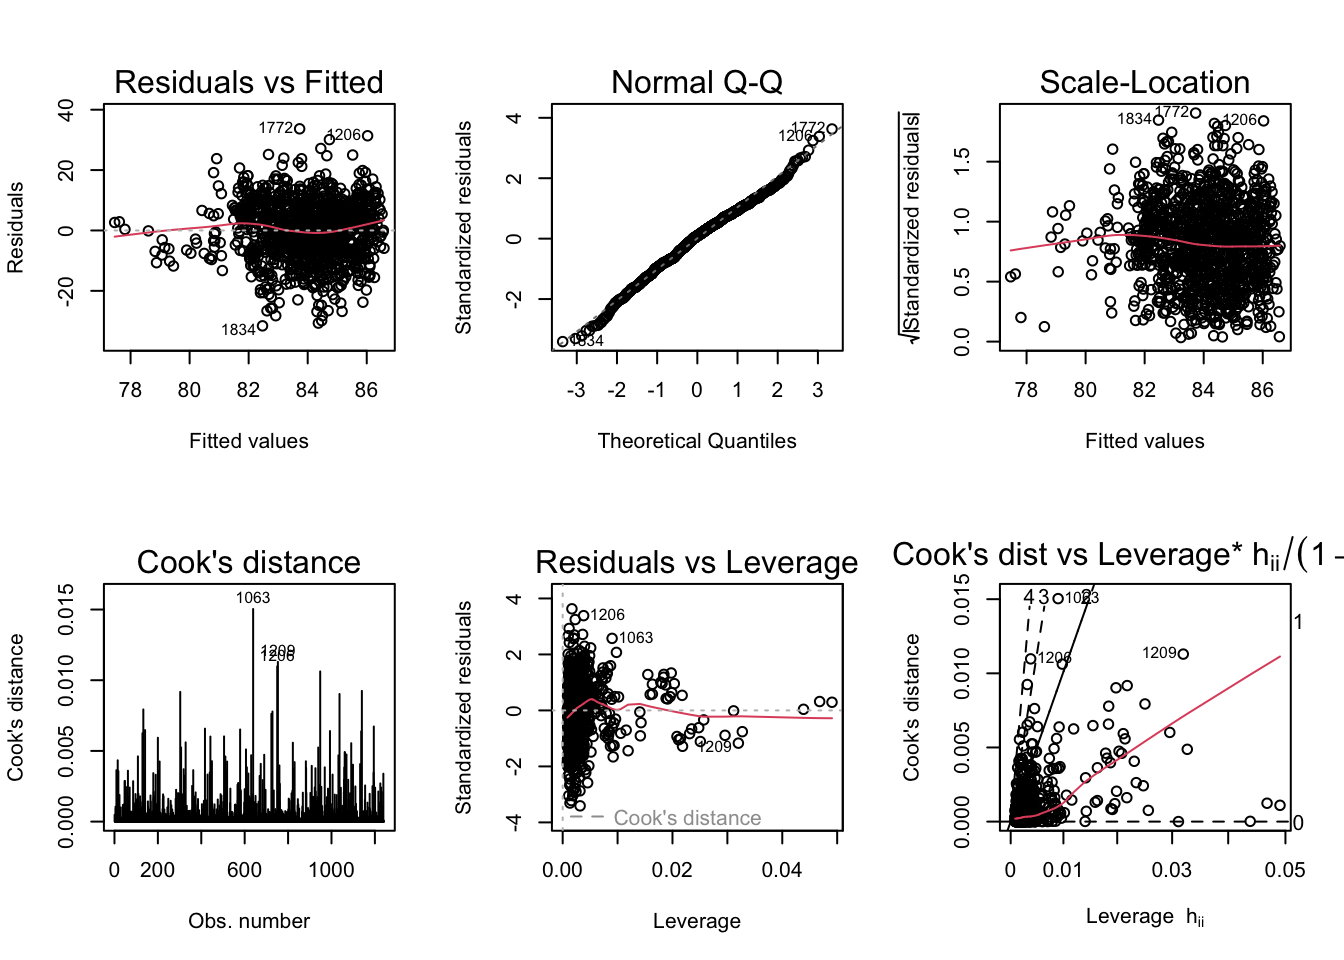 Residuals vs Fitted
Residuals
40
20
0
-20
1772
1206
1834
78 80 82 84 86
Fitted values
Normal Q-Q
Standardized residuals
4
2
0
-2
1772
1206
1834
-3 -2 -1 0 1 2 3
Theoretical Quantiles
Scale-Location
√|Standardized residuals|
1.5
1.0
0.5
0.0
1834
1772
1206
78 80 82 84 86
Fitted values
Cook's distance
Cook's distance
0.015
0.010
0.005
0.000
1063
1209
1206
0 200 600 1000
Obs. number
Residuals vs Leverage
Standardized residuals
4
2
0
-2
-4
1206
1063
1209
Cook's distance
0.00 0.02 0.04
Leverage
Cook's dist vs Leverage* hii/(1−
Cook's distance
0.015
0.010
0.005
0.000
4 3 2
1063
1206
1209
1
0
0 0.01 0.03 0.05
Leverage hii